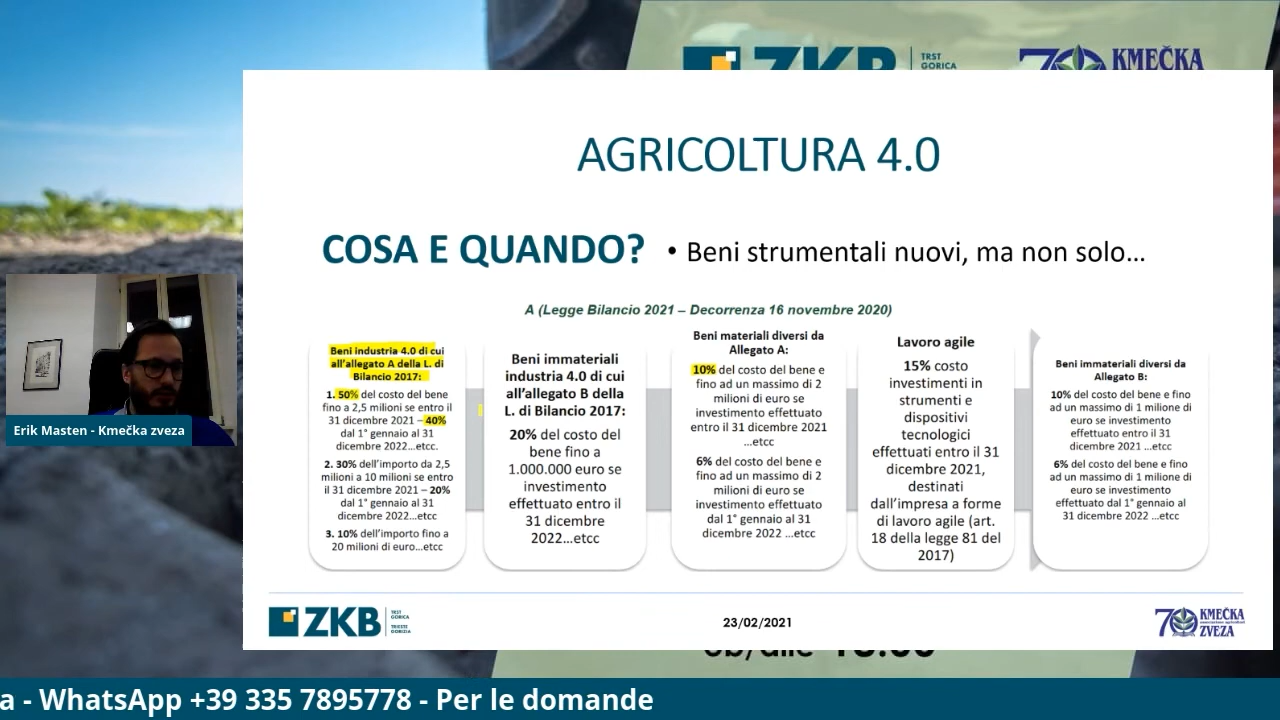 ZKB
TRST
GORICA
70 KMEČKA
AGRICOLTURA 4.0
COSA E QUANDO?
• Beni strumentali nuovi, ma non solo…
A (Legge Bilancio 2021 – Decorrenza 16 novembre 2020)
Beni industria 4.0 di cui
all'allegato A della L. di
Bilancio 2017:
1. 50% del costo del bene
fino a 2,5 milioni se entro il
31 dicembre 2021 – 40%
dal 1° gennaio al 31
dicembre 2022…etcc.
2. 30% dell'importo da 2,5
milioni a 10 milioni se entro
il 31 dicembre 2021 – 20%
dal 1° gennaio al 31
dicembre 2022…etcc
3. 10% dell'importo fino a
20 milioni di euro…etcc
Beni immateriali
industria 4.0 di cui
all'allegato B della
L. di Bilancio 2017:
20% del costo del
bene fino a
1.000.000 euro se
investimento
effettuato entro il
31 dicembre
2022…etcc
Beni materiali diversi da
Allegato A:
10% del costo del bene e
fino ad un massimo di 2
milioni di euro se
investimento effettuato
entro il 31 dicembre 2021
…etcc
6% del costo del bene e
fino ad un massimo di 2
milioni di euro se
investimento effettuato
dal 1° gennaio al 31
dicembre 2022 …etcc
Lavoro agile
15% costo
investimenti in
strumenti e
dispositivi
tecnologici
effettuati entro il 31
dicembre 2021,
destinati
dall'impresa a forme
di lavoro agile (art.
18 della legge 81 del
2017)
Beni immateriali diversi da
Allegato B:
10% del costo del bene e fino
ad un massimo di 1 milione di
euro se investimento
effettuato entro il 31
dicembre 2021 …etcc
6% del costo del bene e fino
ad un massimo di 1 milione di
euro se investimento
effettuato dal 1° gennaio al
31 dicembre 2022 …etcc
Erik Masten - Kmečka zveza
ZKB
TRST
GORICA
TRIESTE
GORIZIA
23/02/2021
70 KMEČKA
ZVEZA
ob/alle
a - WhatsApp +39 335 7895778 - Per le domande